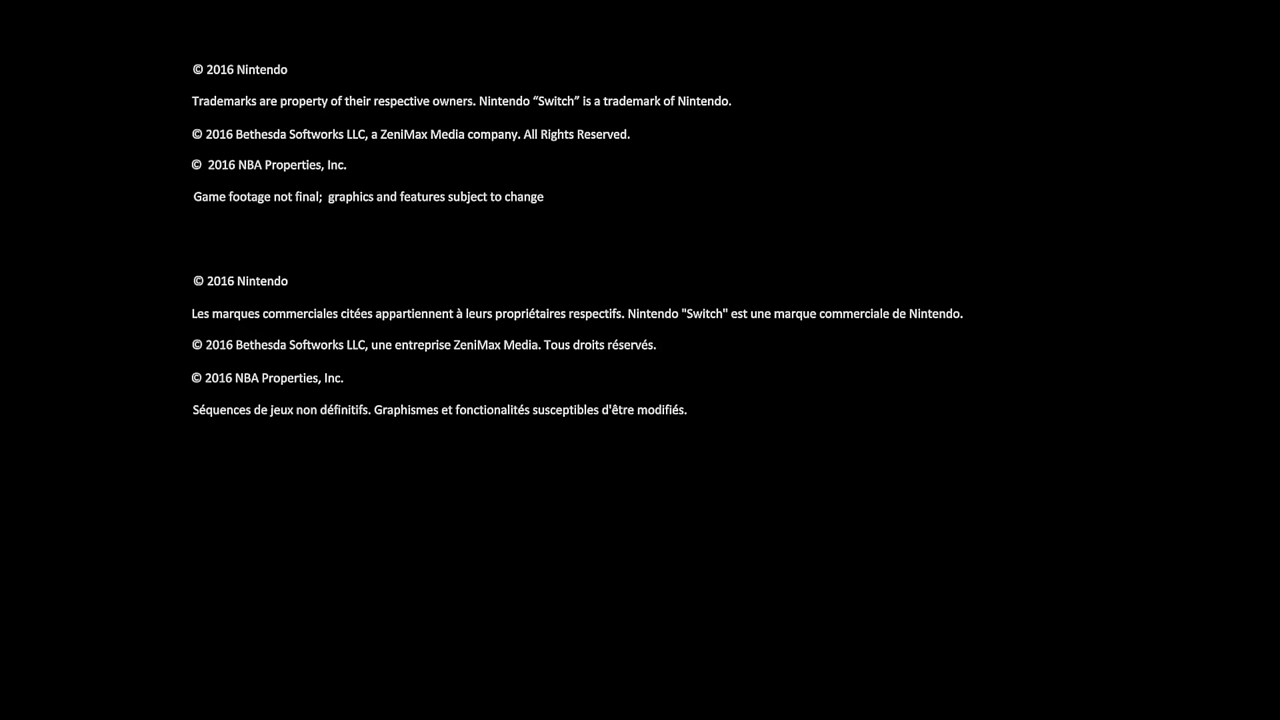 © 2016 Nintendo
Trademarks are property of their respective owners. Nintendo “Switch” is a trademark of Nintendo.
© 2016 Bethesda Softworks LLC, a ZeniMax Media company. All Rights Reserved.
© 2016 NBA Properties, Inc.
Game footage not final; graphics and features subject to change
© 2016 Nintendo
Les marques commerciales citées appartiennent à leurs propriétaires respectifs. Nintendo "Switch" est une marque commerciale de Nintendo.
© 2016 Bethesda Softworks LLC, une entreprise ZeniMax Media. Tous droits réservés.
© 2016 NBA Properties, Inc.
Séquences de jeux non définitifs. Graphismes et fonctionalités susceptibles d'être modifiés.